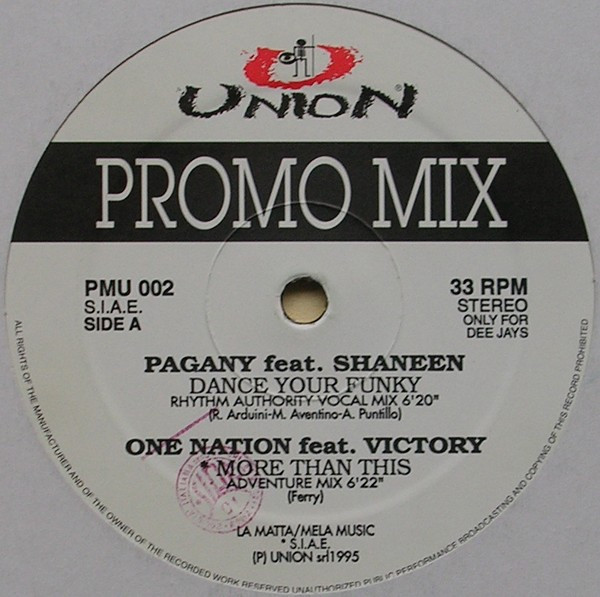 UNION®
PROMO MIX
PMU 002
S.I.A.E.
SIDE A
33 RPM
STEREO
ONLY FOR
DEE JAYS
PAGANY feat. SHANEEN
DANCE YOUR FUNKY
RHYTHM AUTHORITY VOCAL MIX 6'20"
(R. Arduini-M. Aventino-A. Puntillo)
ONE NATION feat. VICTORY
* MORE THAN THIS
ADVENTURE MIX 6'22"
(Ferry)
LA MATTA/MELA MUSIC
* S.I.A.E.
(P) UNION srl1995
ALL RIGHTS OF THE MANUFACTURER AND OF THE OWNER OF THE RECORDED WORK RESERVED UNAUTHORIZED PUBLIC PERFORMANCE BROADCASTING AND COPYING OF THIS RECORD PROHIBITED